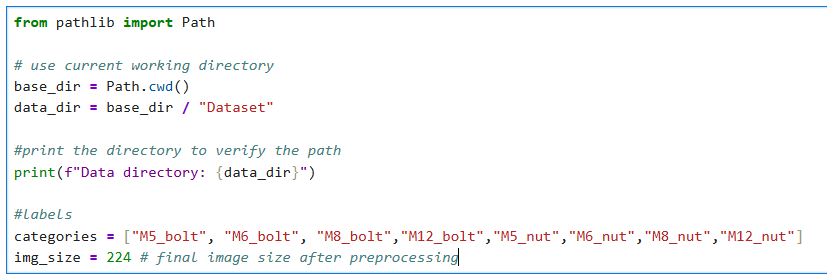 from pathlib import Path
# use current working directory
base_dir = Path.cwd()
data_dir = base_dir / "Dataset"
#print the directory to verify the path
print(f"Data directory: {data_dir}")
#labels
categories = ["M5_bolt", "M6_bolt", "M8_bolt","M12_bolt","M5_nut","M6_nut","M8_nut","M12_nut"]
img_size = 224 # final image size after preprocessing